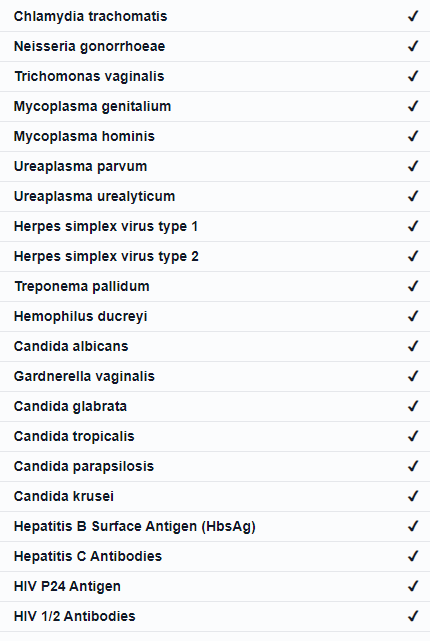 Chlamydia trachomatis ✓
Neisseria gonorrhoeae ✓
Trichomonas vaginalis ✓
Mycoplasma genitalium ✓
Mycoplasma hominis ✓
Ureaplasma parvum ✓
Ureaplasma urealyticum ✓
Herpes simplex virus type 1 ✓
Herpes simplex virus type 2 ✓
Treponema pallidum ✓
Hemophilus ducreyi ✓
Candida albicans ✓
Gardnerella vaginalis ✓
Candida glabrata ✓
Candida tropicalis ✓
Candida parapsilosis ✓
Candida krusei ✓
Hepatitis B Surface Antigen (HbsAg) ✓
Hepatitis C Antibodies ✓
HIV P24 Antigen ✓
HIV 1/2 Antibodies ✓